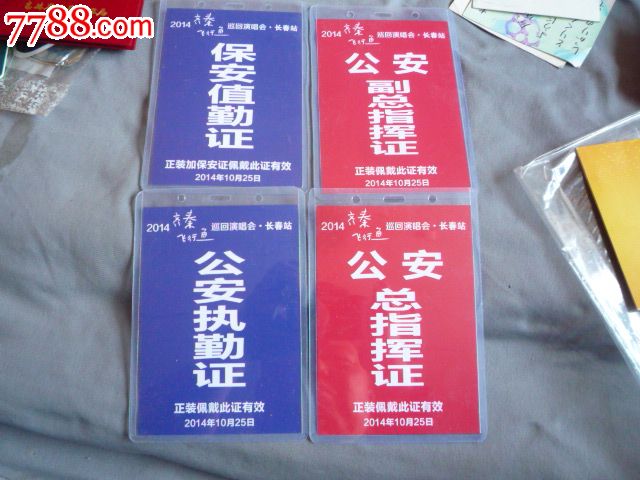 7788.com
2014 齐秦 飞行鱼 巡回演唱会·长春站
保安值勤证
正装加保安证佩戴此证有效
2014年10月25日
2014 齐秦 飞行鱼 巡回演唱会·长春站
公安
副总指挥证
正装佩戴此证有效
2014年10月25日
2014 齐秦 飞行鱼 巡回演唱会·长春站
公安执勤证
正装佩戴此证有效
2014年10月25日
2014 齐秦 飞行鱼 巡回演唱会·长春站
公安
总指挥证
正装佩戴此证有效
2014年10月25日